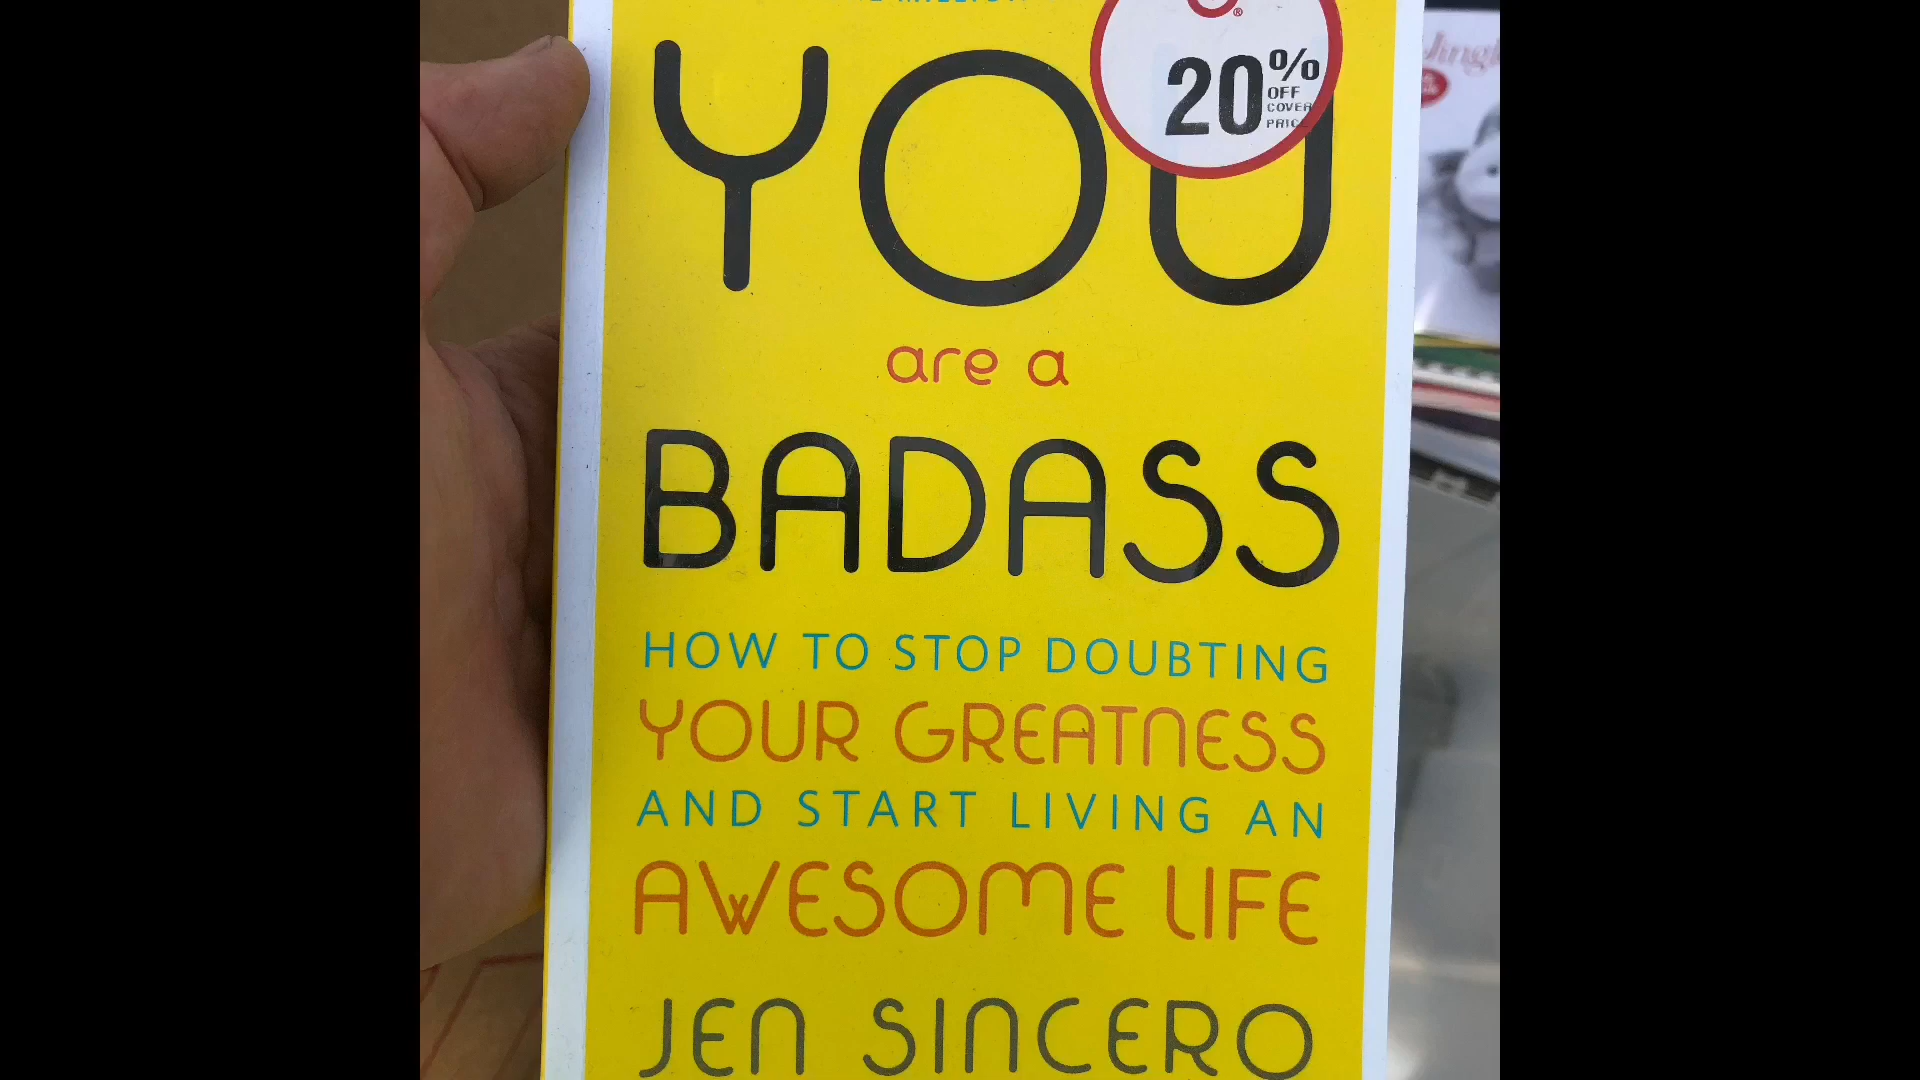 YOU
20%
OFF
COVER
PRICE
are a
BADASS
HOW TO STOP DOUBTING
YOUR GREATNESS
AND START LIVING AN
AWESOME LIFE
JEN SINCERO